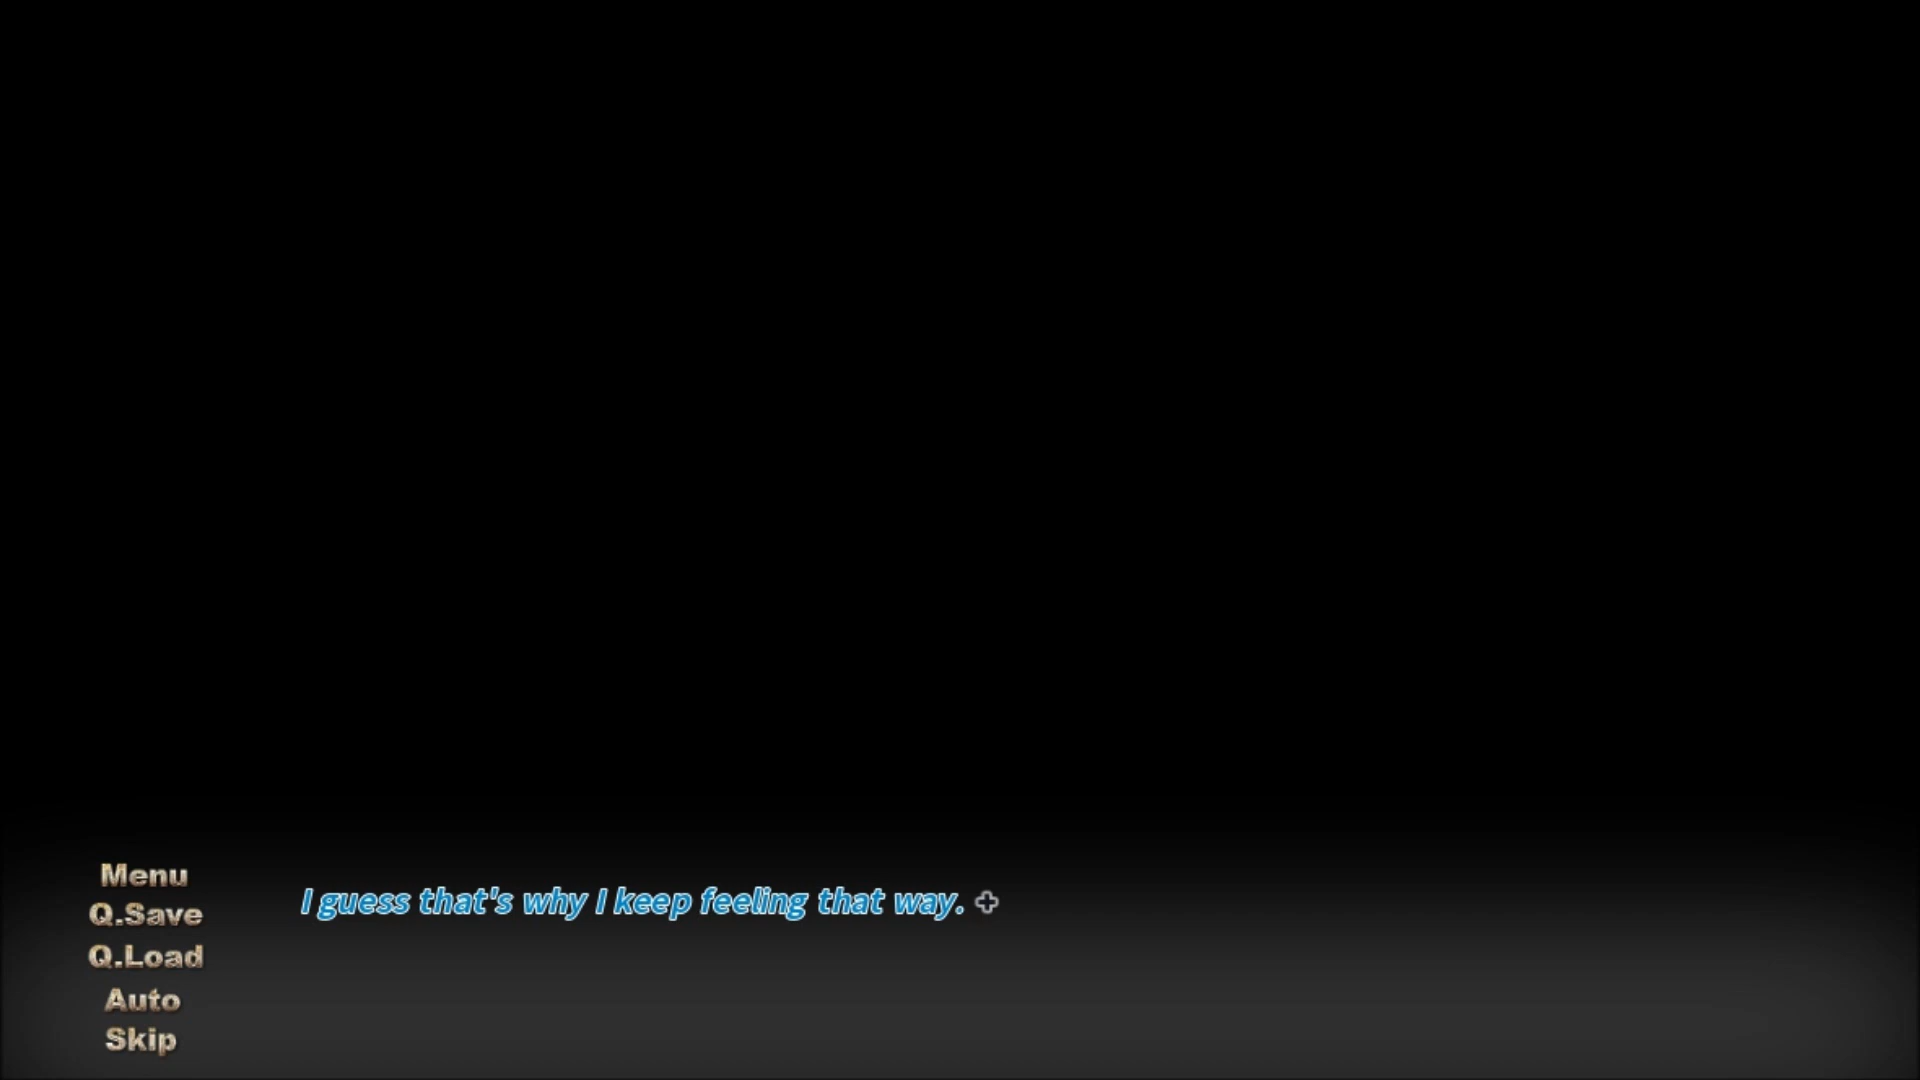 Menu
Q.Save
Q.Load
Auto
Skip
I guess that's why I keep feeling that way.